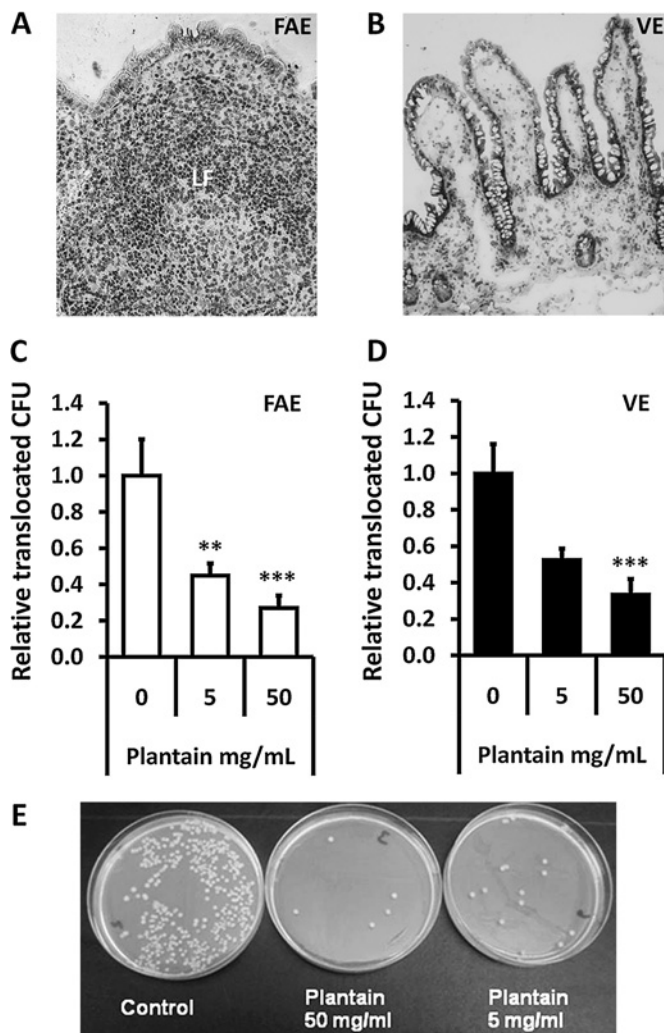 A
FAE
LF
B
VE
C
FAE
Relative translocated CFU
1.4
1.2
1.0
0.8
0.6
0.4
0.2
0.0
**
***
0 5 50
Plantain mg/mL
D
VE
Relative translocated CFU
1.4
1.2
1.0
0.8
0.6
0.4
0.2
0.0
***
0 5 50
Plantain mg/mL
E
Control
Plantain
50 mg/ml
Plantain
5 mg/ml